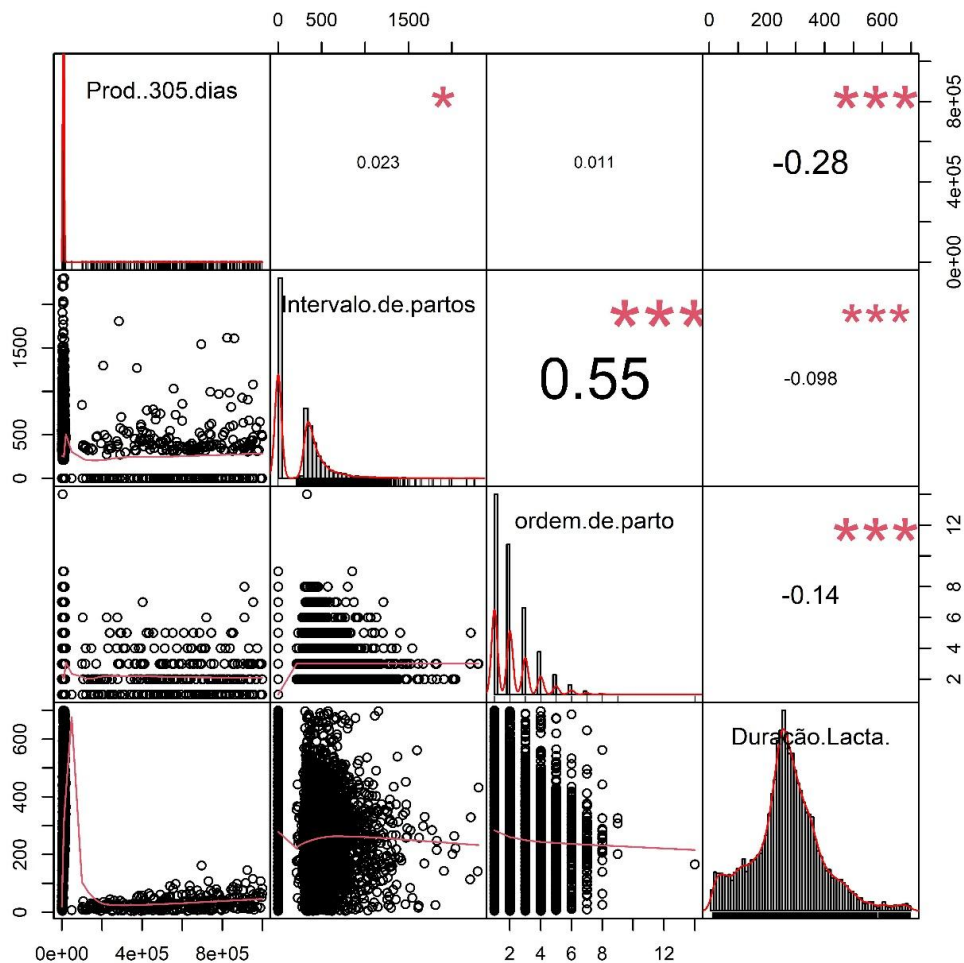 0 500 1500 0 200 400 600
Prod..305.dias * 0.023 0.011 *** -0.28 0e+00 4e+05 8e+05
0 500 1500 Intervalo.de.partos *** 0.55 *** -0.098
ordem.de.parto *** -0.14 2 4 6 8 12
0 200 400 600 Duração.Lacta.
0e+00 4e+05 8e+05 2 4 6 8 12